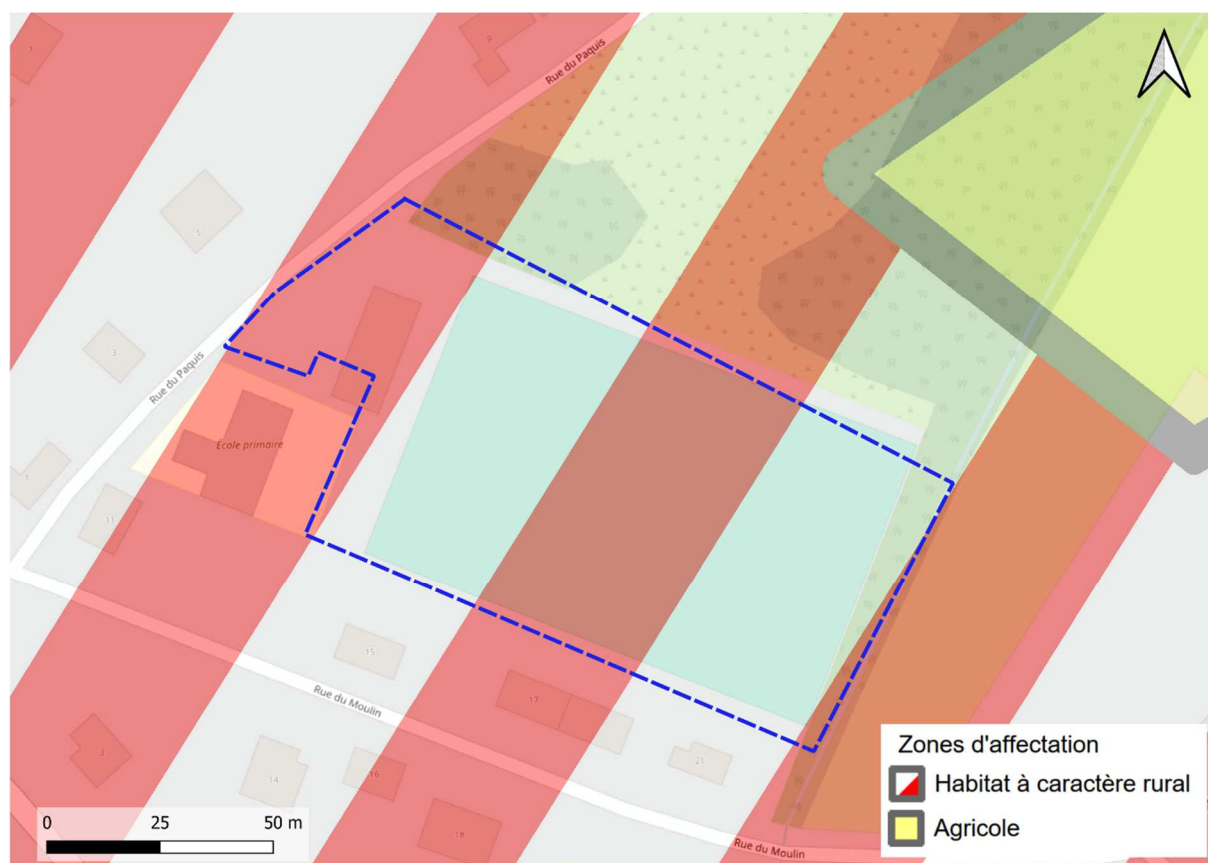 7
9
Rue du Paquis
5
3
Rue du Paquis
École primaire
1
11
15
Rue du Moulin
17
21
3
14
16
18
Rue du Moulin
0 25 50 m
Zones d'affectation
Habitat à caractère rural
Agricole